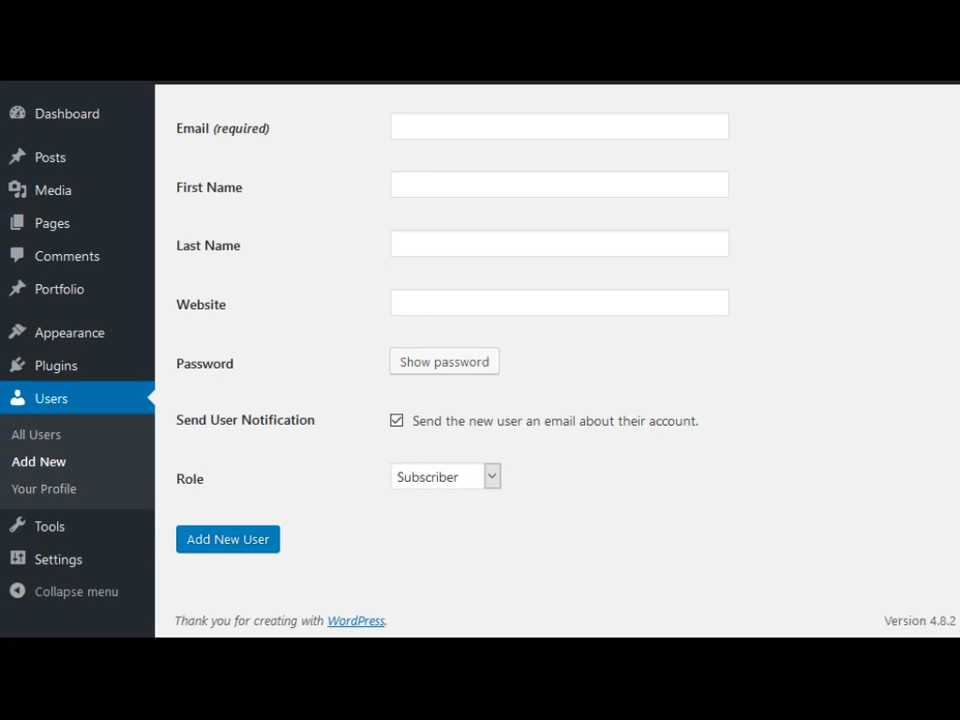 Dashboard
Posts
Media
Pages
Comments
Portfolio
Appearance
Plugins
Users
All Users
Add New
Your Profile
Tools
Settings
Collapse menu
Email (required)
First Name
Last Name
Website
Password
Show password
Send User Notification
Send the new user an email about their account.
Role
Subscriber
Add New User
Thank you for creating with WordPress.
Version 4.8.2